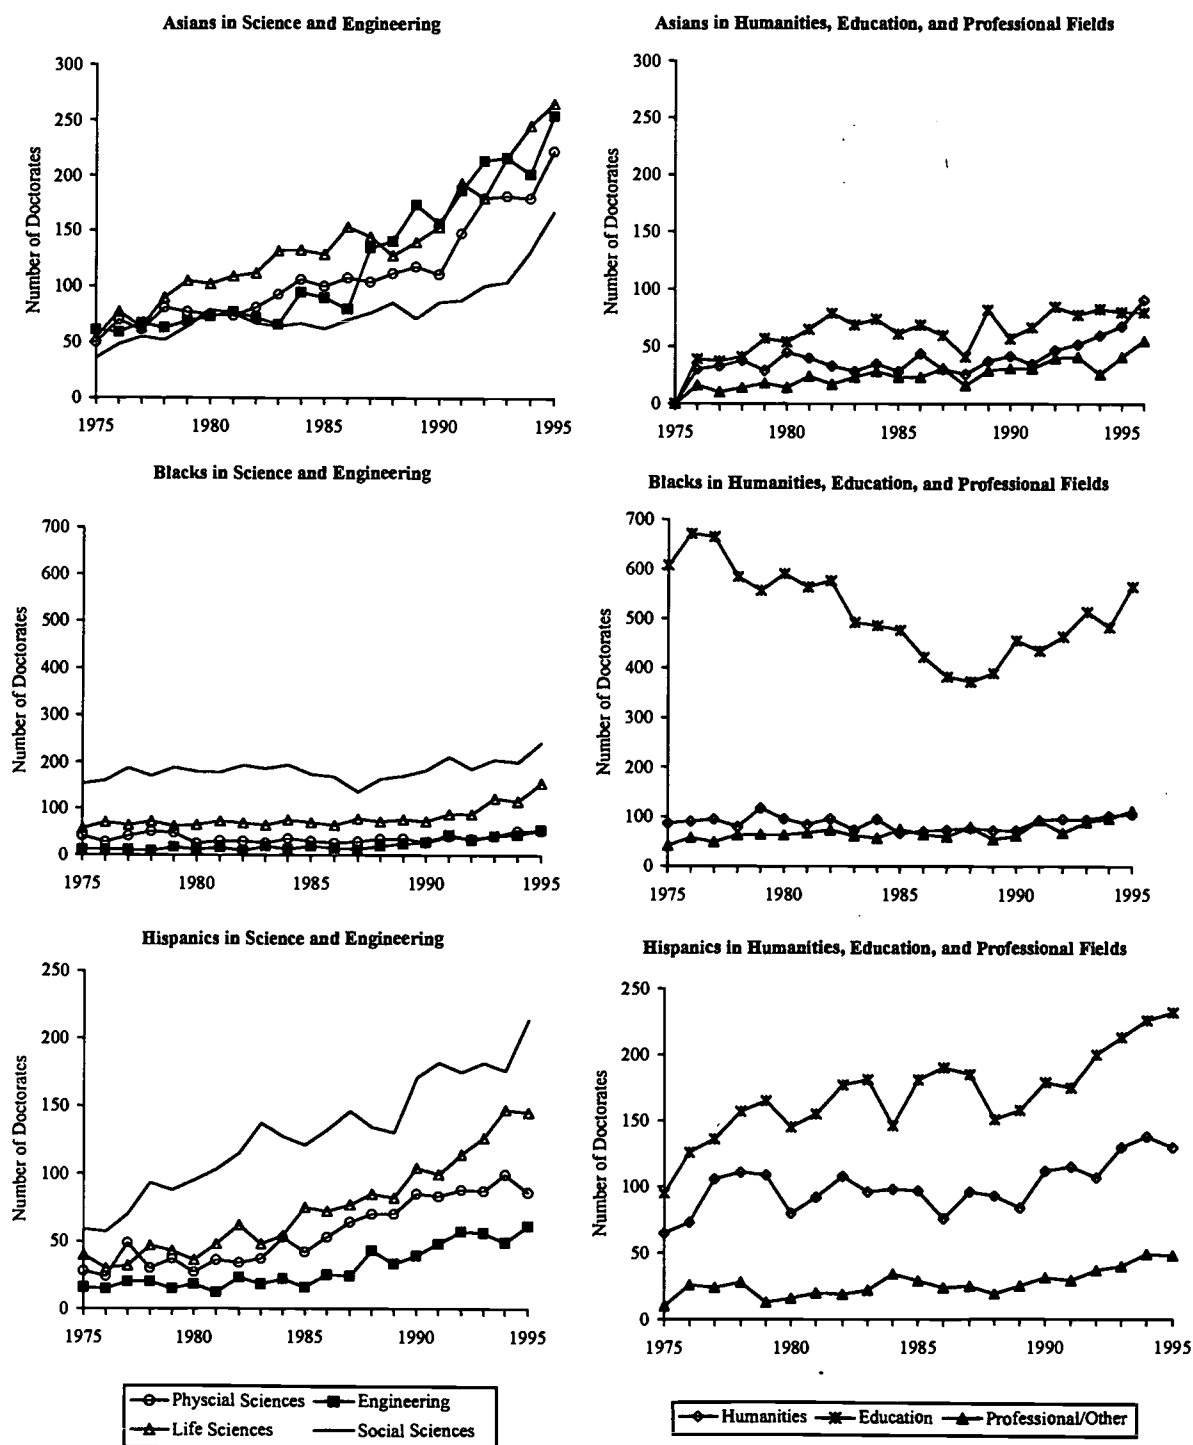 Asians in Science and Engineering
Number of Doctorates
300
250
200
150
100
50
0
1975 1980 1985 1990 1995
Asians in Humanities, Education, and Professional Fields
Number of Doctorates
300
250
200
150
100
50
0
1975 1980 1985 1990 1995
Blacks in Science and Engineering
Number of Doctorates
700
600
500
400
300
200
100
0
1975 1980 1985 1990 1995
Blacks in Humanities, Education, and Professional Fields
Number of Doctorates
700
600
500
400
300
200
100
0
1975 1980 1985 1990 1995
Hispanics in Science and Engineering
Number of Doctorates
250
200
150
100
50
0
1975 1980 1985 1990 1995
Hispanics in Humanities, Education, and Professional Fields
Number of Doctorates
250
200
150
100
50
0
1975 1980 1985 1990 1995
Physcial Sciences Engineering
Life Sciences Social Sciences
Humanities Education Professional/Other